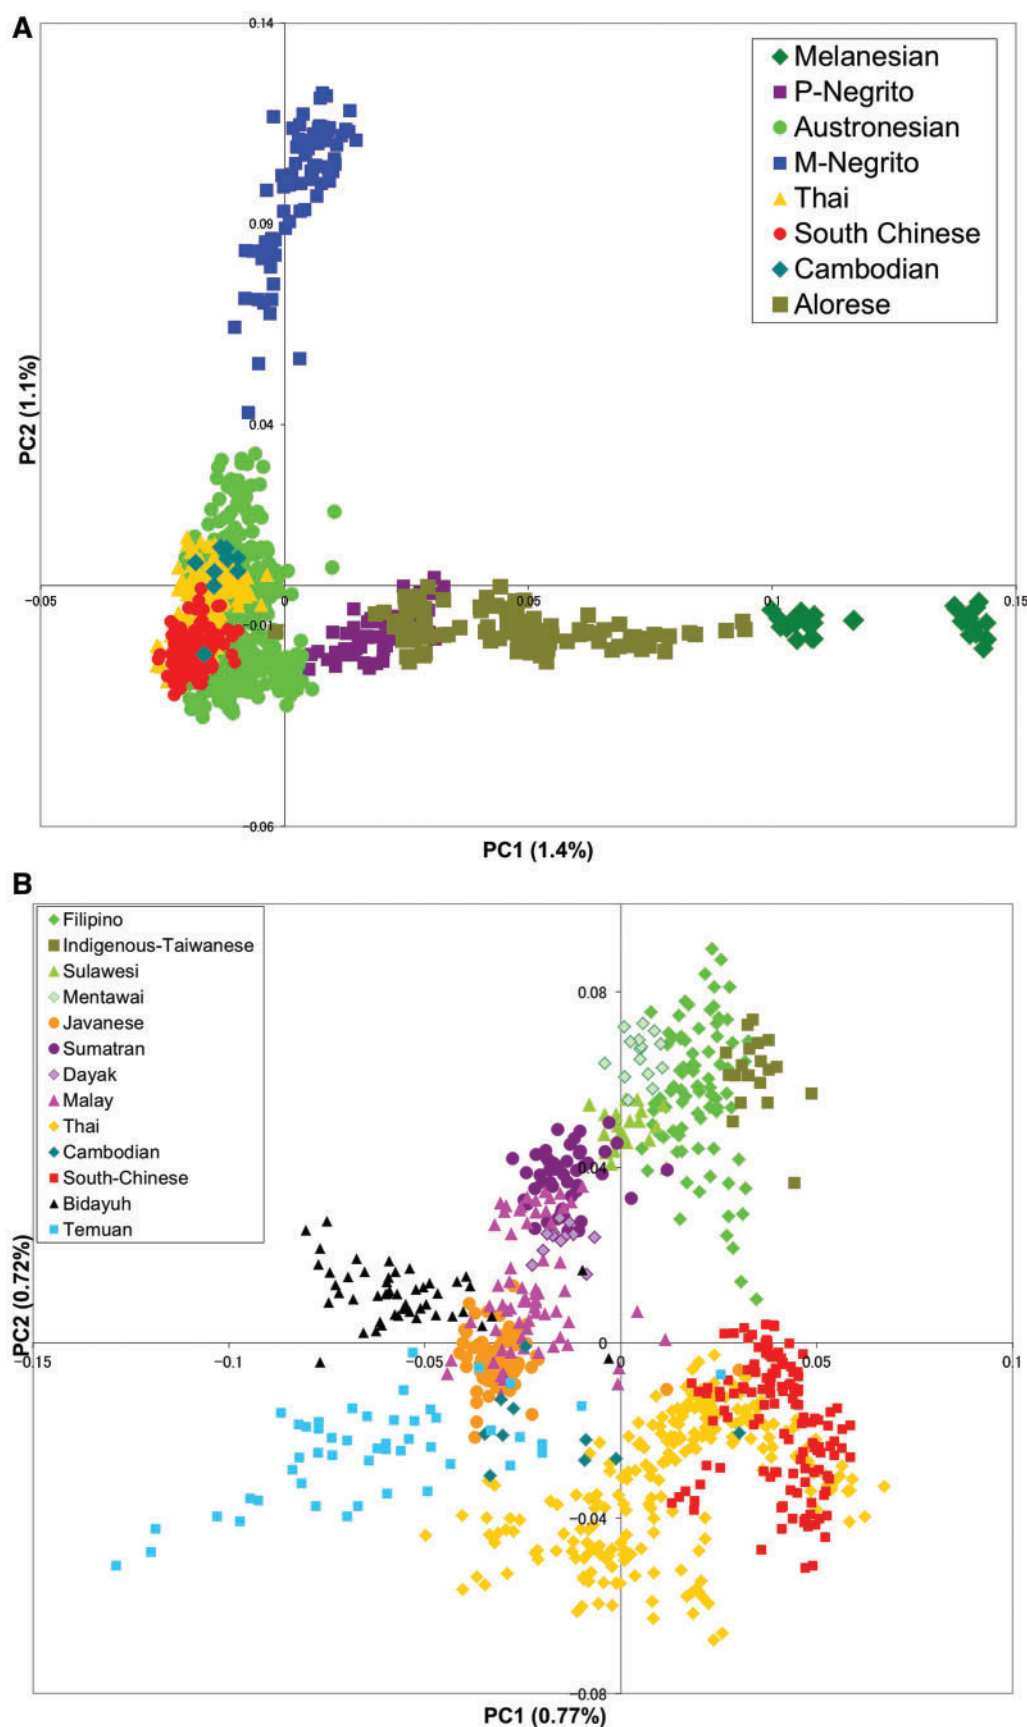 A
0.14
Melanesian
P-Negrito
Austronesian
M-Negrito
Thai
South Chinese
Cambodian
Alorese
0.09
PC2 (1.1%)
0.04
−0.05
0
0.05
0.1
0.15
−0.01
−0.06
PC1 (1.4%)
B
Filipino
Indigenous-Taiwanese
Sulawesi
Mentawai
Javanese
Sumatran
Dayak
Malay
Thai
Cambodian
South-Chinese
Bidayuh
Temuan
0.08
0.04
PC2 (0.72%)
−0.15
−0.1
−0.05
0
0.05
0.1
−0.04
−0.08
PC1 (0.77%)